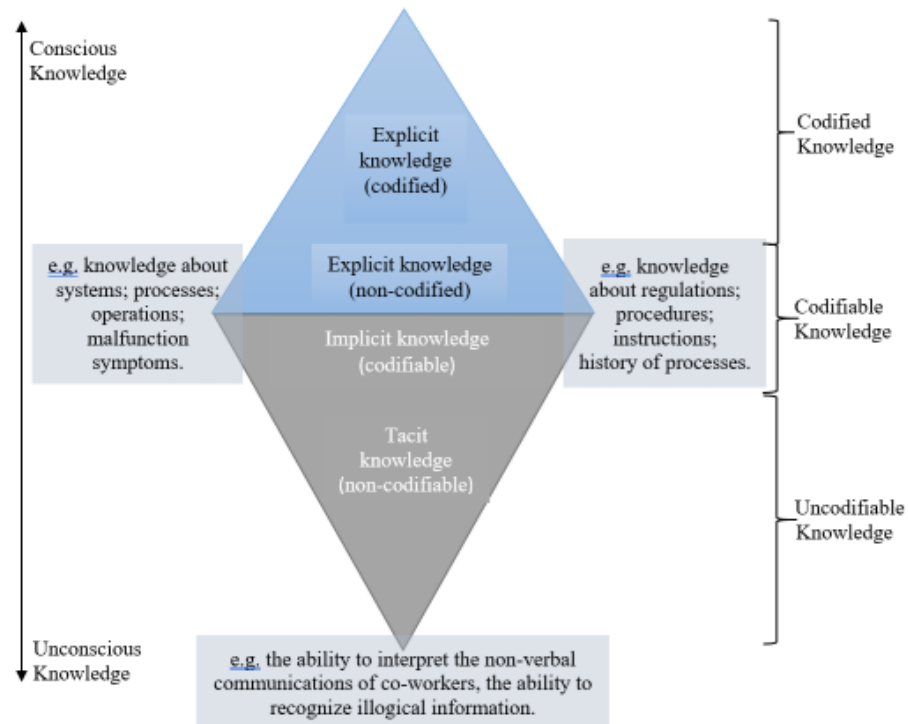 Conscious
Knowledge
Explicit
knowledge
(codified)
Codified
Knowledge
e.g. knowledge about
systems; processes;
operations;
malfunction
symptoms.
Explicit knowledge
(non-codified)
e.g. knowledge
about regulations;
procedures;
instructions;
history of processes.
Implicit knowledge
(codifiable)
Codifiable
Knowledge
Tacit
knowledge
(non-codifiable)
Uncodifiable
Knowledge
Unconscious
Knowledge
e.g. the ability to interpret the non-verbal
communications of co-workers, the ability to
recognize illogical information.